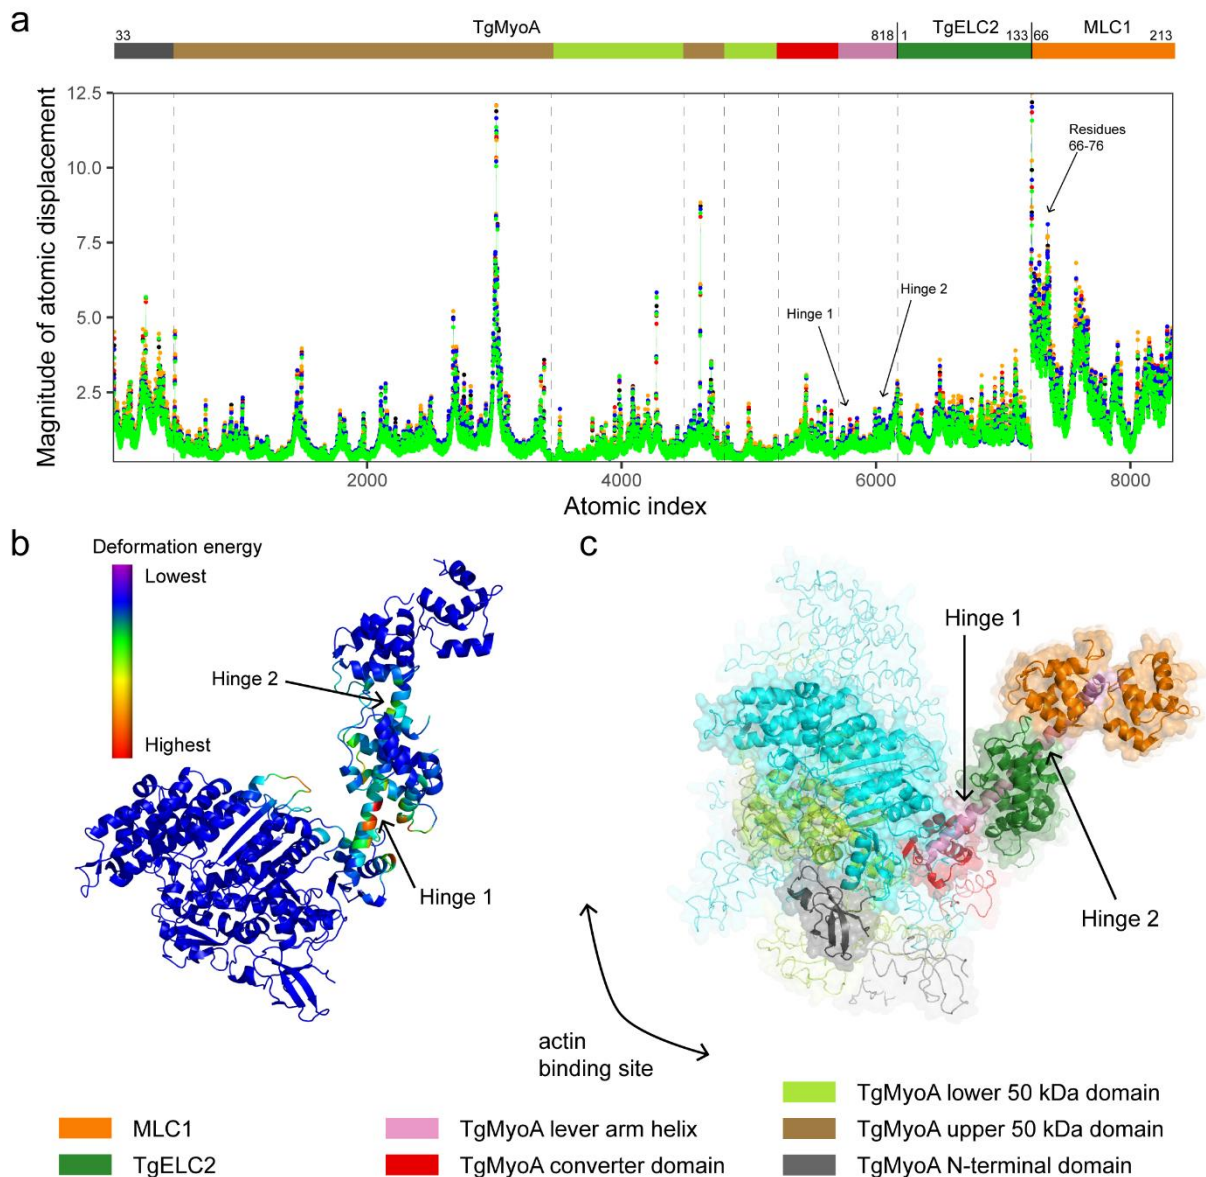 a
TgMyoA TgELC2 MLC1
33 818 1 133 66 213
Magnitude of atomic displacement
12.5
10.0
7.5
5.0
2.5
Residues
66-76
Hinge 1
Hinge 2
2000 4000 6000 8000
Atomic index
b
Deformation energy
Lowest
Highest
Hinge 2
Hinge 1
c
Hinge 1
Hinge 2
actin
binding site
MLC1
TgELC2
TgMyoA lever arm helix
TgMyoA converter domain
TgMyoA lower 50 kDa domain
TgMyoA upper 50 kDa domain
TgMyoA N-terminal domain